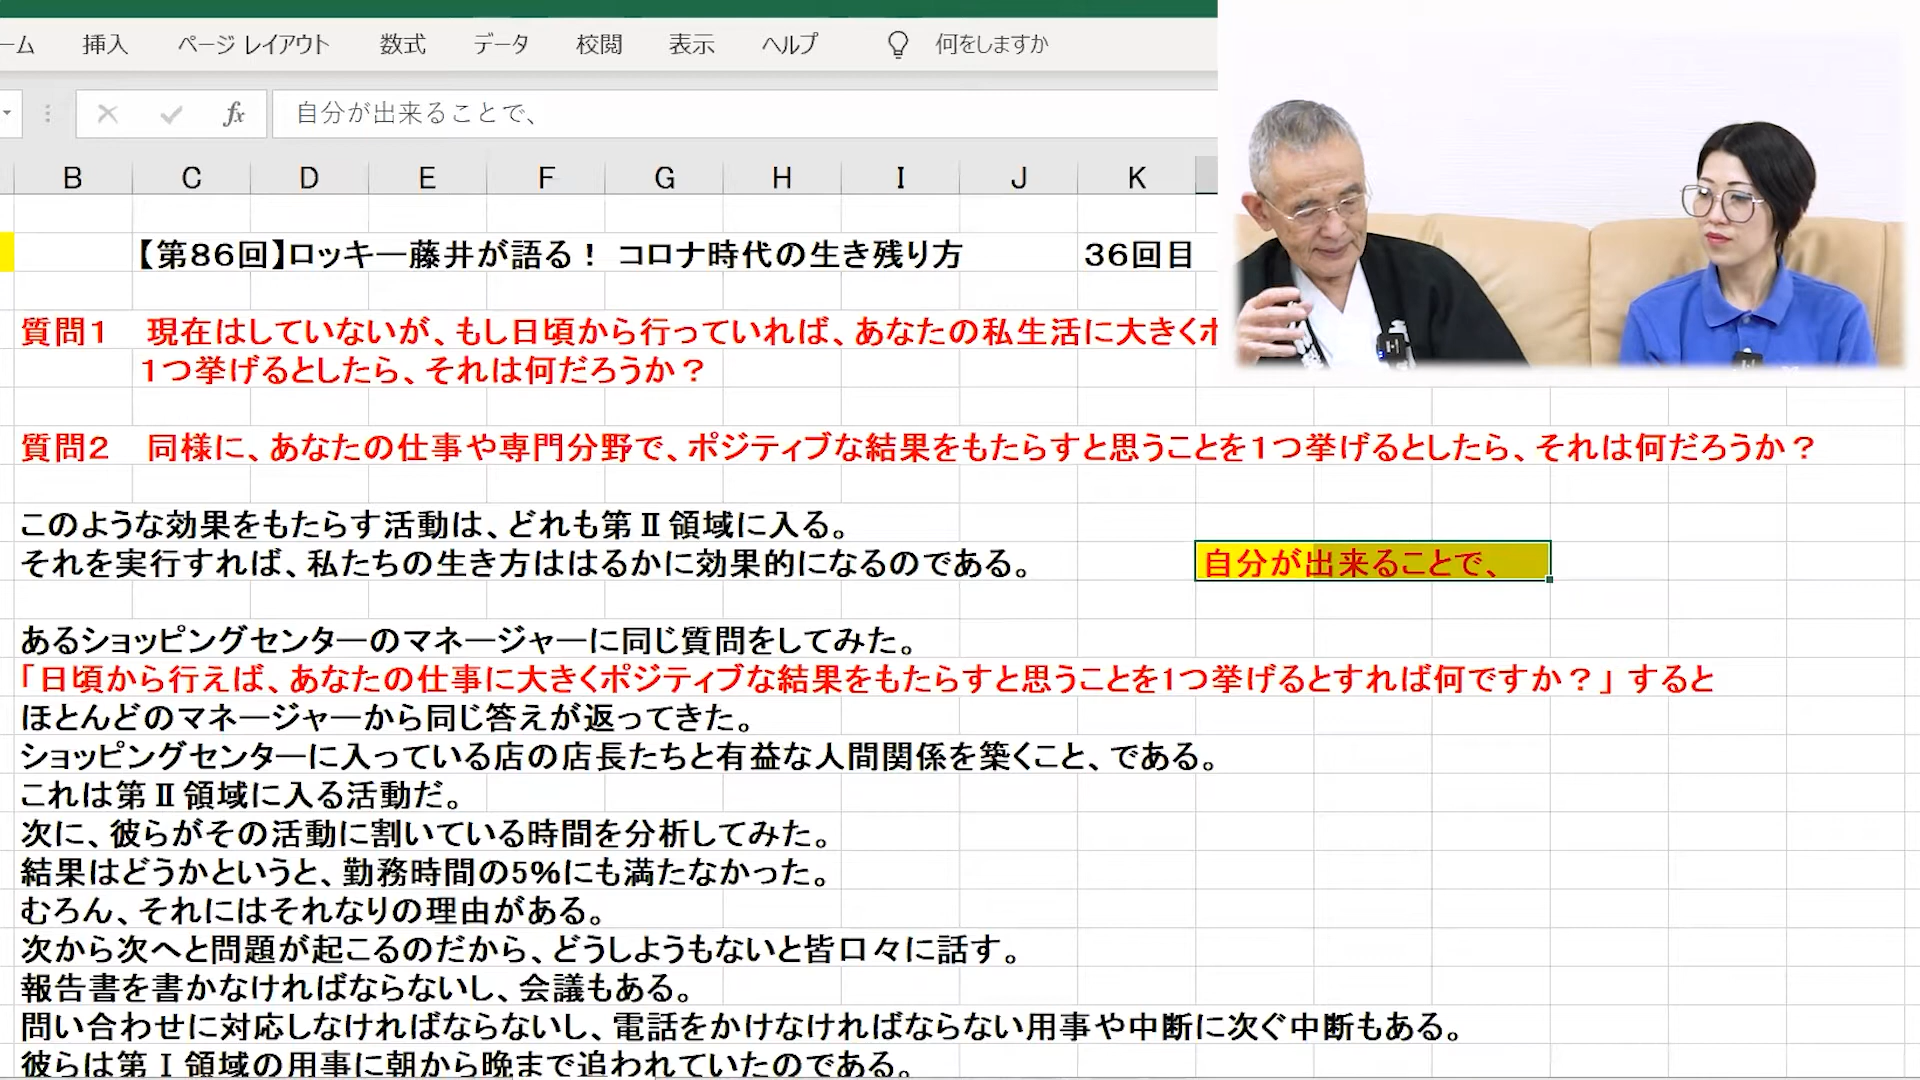 ーム 挿入 ページ レイアウト 数式 データ 校閲 表示 ヘルプ 何をしますか
fx 自分が出来ることで、
B C D E F G H I J K
【第86回】ロッキー藤井が語る！ コロナ時代の生き残り方 36回目
質問１ 現在はしていないが、もし日頃から行っていれば、あなたの私生活に大きくポ
１つ挙げるとしたら、それは何だろうか？
質問２ 同様に、あなたの仕事や専門分野で、ポジティブな結果をもたらすと思うことを１つ挙げるとしたら、それは何だろうか？
このような効果をもたらす活動は、どれも第Ⅱ領域に入る。
それを実行すれば、私たちの生き方ははるかに効果的になるのである。 自分が出来ることで、
あるショッピングセンターのマネージャーに同じ質問をしてみた。
「日頃から行えば、あなたの仕事に大きくポジティブな結果をもたらすと思うことを1つ挙げるとすれば何ですか？」 すると
ほとんどのマネージャーから同じ答えが返ってきた。
ショッピングセンターに入っている店の店長たちと有益な人間関係を築くこと、である。
これは第Ⅱ領域に入る活動だ。
次に、彼らがその活動に割いている時間を分析してみた。
結果はどうかというと、勤務時間の5%にも満たなかった。
むろん、それにはそれなりの理由がある。
次から次へと問題が起こるのだから、どうしようもないと皆口々に話す。
報告書を書かなければならないし、会議もある。
問い合わせに対応しなければならないし、電話をかけなければならない用事や中断に次ぐ中断もある。
彼らは第Ⅰ領域の用事に朝から晩まで追われていたのである。